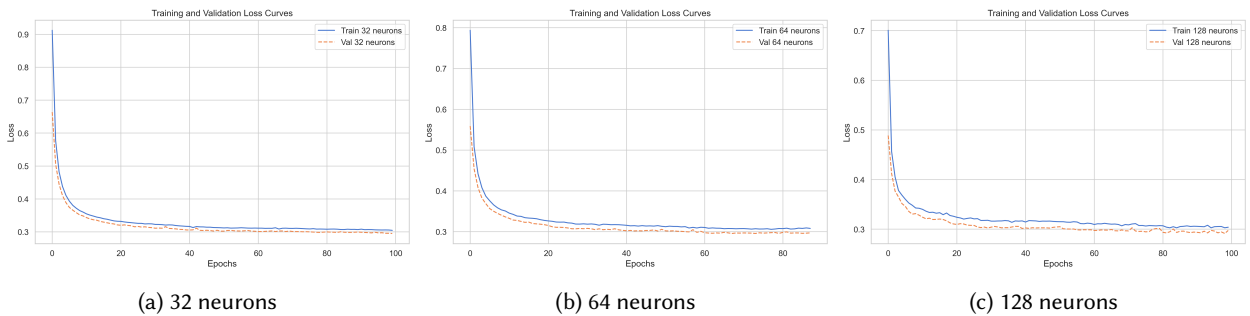 Training and Validation Loss Curves
Train 32 neurons
Val 32 neurons
0.9
0.8
0.7
0.6
0.5
0.4
0.3
Loss
0 20 40 60 80 100
Epochs
(a) 32 neurons
Training and Validation Loss Curves
Train 64 neurons
Val 64 neurons
0.8
0.7
0.6
0.5
0.4
0.3
Loss
0 20 40 60 80
Epochs
(b) 64 neurons
Training and Validation Loss Curves
Train 128 neurons
Val 128 neurons
0.7
0.6
0.5
0.4
0.3
Loss
0 20 40 60 80 100
Epochs
(c) 128 neurons